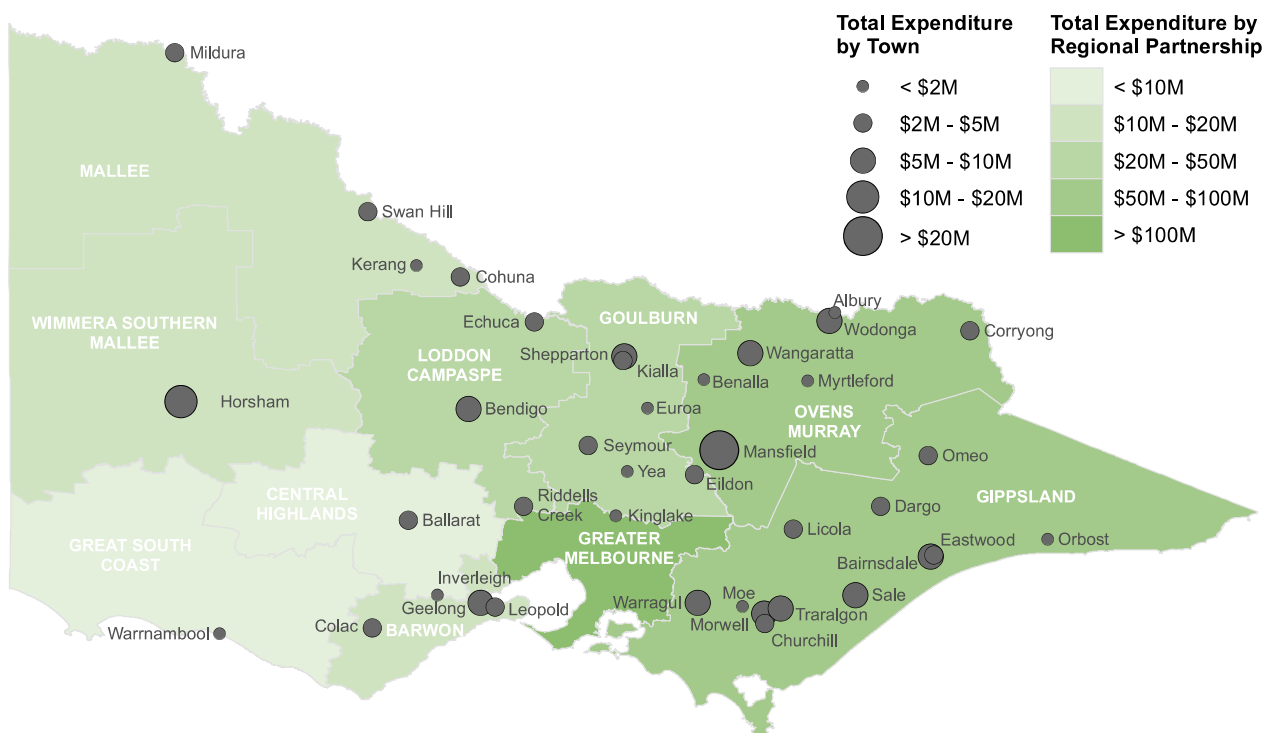 Total Expenditure
by Town
< $2M
$2M - $5M
$5M - $10M
$10M - $20M
> $20M
Total Expenditure by
Regional Partnership
< $10M
$10M - $20M
$20M - $50M
$50M - $100M
> $100M
Mildura
MALLEE
Swan Hill
Kerang
Cohuna
WIMMERA SOUTHERN
MALLEE
Horsham
Echuca
LODDON
CAMPASPE
Bendigo
GOULBURN
Shepparton
Kialla
Euroa
Seymour
Yea
Eildon
Kinglake
Albury
Wodonga
Corryong
Wangaratta
Benalla
Myrtleford
OVENS
MURRAY
Mansfield
Omeo
GIPPSLAND
Dargo
Licola
Eastwood
Bairnsdale
Orbost
CENTRAL
HIGHLANDS
Ballarat
Riddells
Creek
GREATER
MELBOURNE
GREAT SOUTH
COAST
Inverleigh
Geelong
Leopold
Colac
BARWON
Warrnambool
Warragul
Moe
Morwell
Traralgon
Churchill
Sale